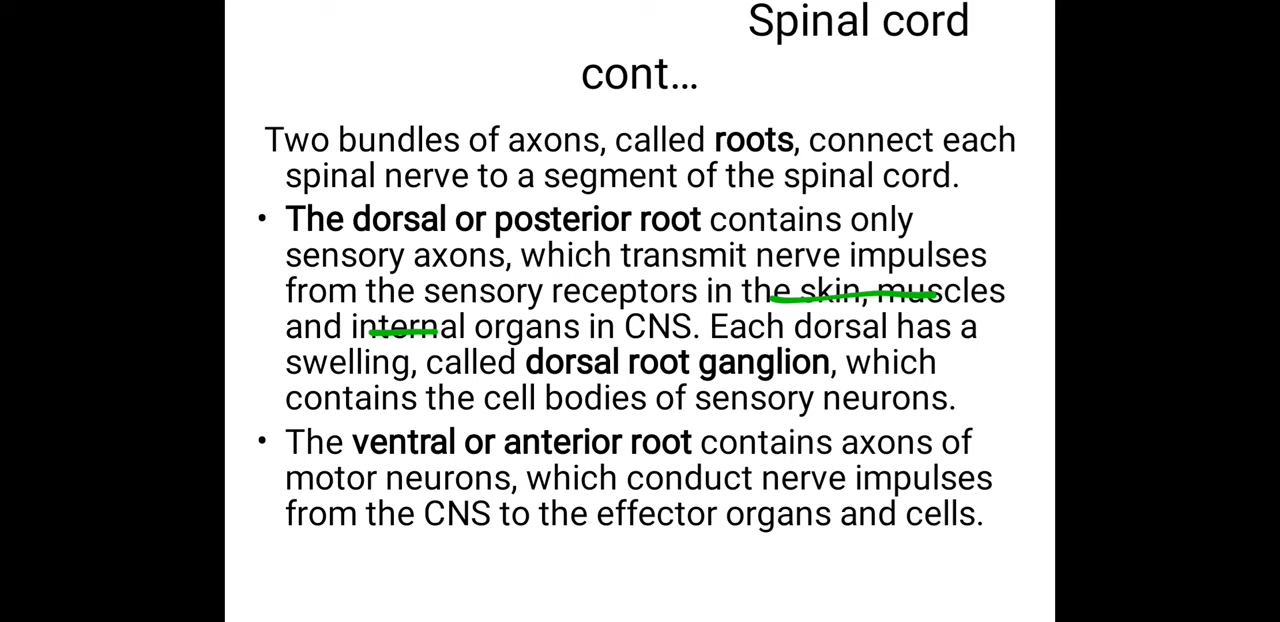 Spinal cord
cont...
Two bundles of axons, called roots, connect each
spinal nerve to a segment of the spinal cord.
• The dorsal or posterior root contains only
sensory axons, which transmit nerve impulses
from the sensory receptors in the skin, muscles
and internal organs in CNS. Each dorsal has a
swelling, called dorsal root ganglion, which
contains the cell bodies of sensory neurons.
• The ventral or anterior root contains axons of
motor neurons, which conduct nerve impulses
from the CNS to the effector organs and cells.